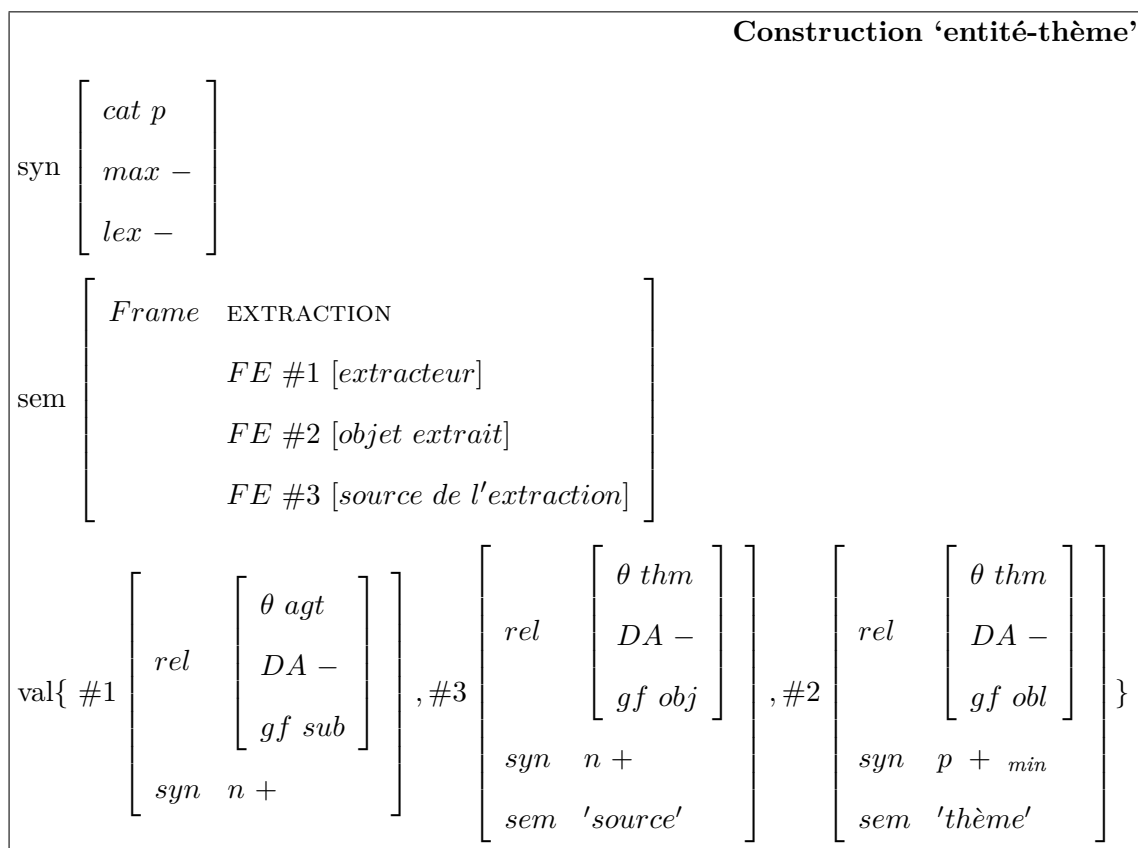 Construction ‘entité-thème’
cat p
syn max −
lex −
Frame EXTRACTION
FE #1 [extracteur]
sem
FE #2 [objet extrait]
FE #3 [source de l'extraction]
θ thm θ thm
θ agt
rel DA − rel DA −
rel DA −
gf obj gf obl
val{ #1 , #3 , #2 }
gf sub
syn n + syn p + min
syn n +
sem 'source' sem 'thème'